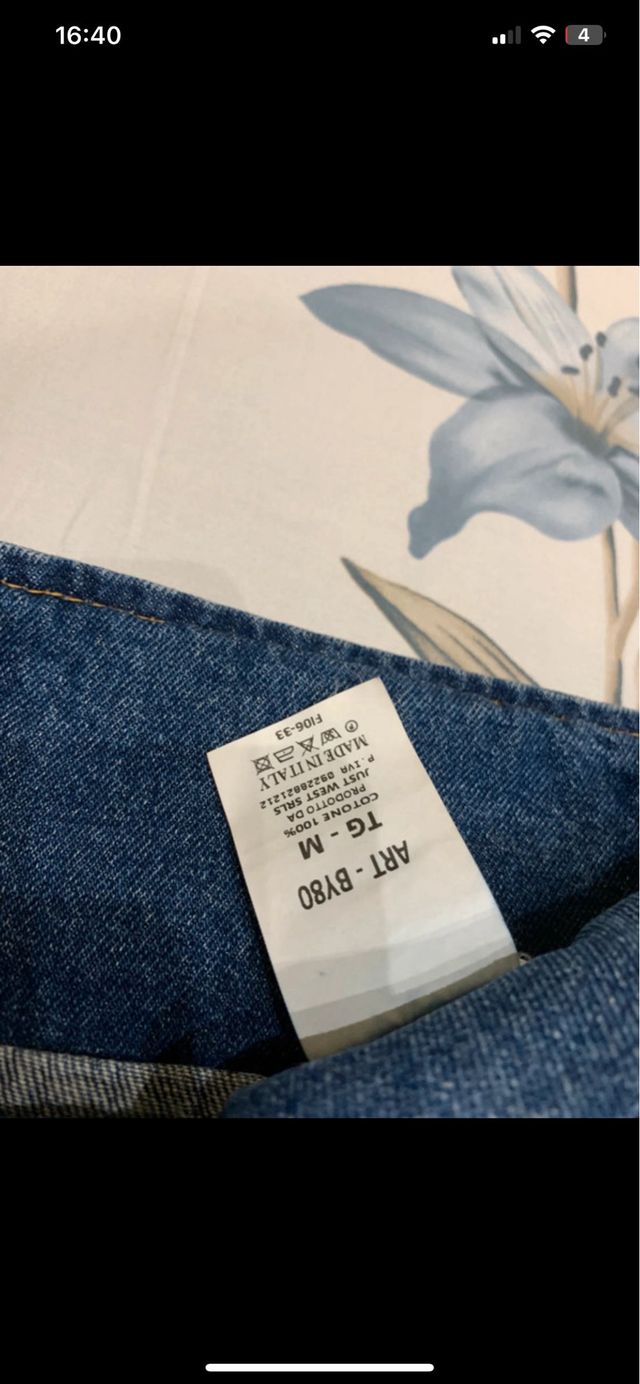 16:40
4
ART - BY80
TG - M
COTONE 100%
PRODOTTO DA
JUST WEST SRLS
P. IVA 09228821212
MADE IN ITALY
P
FI06-33